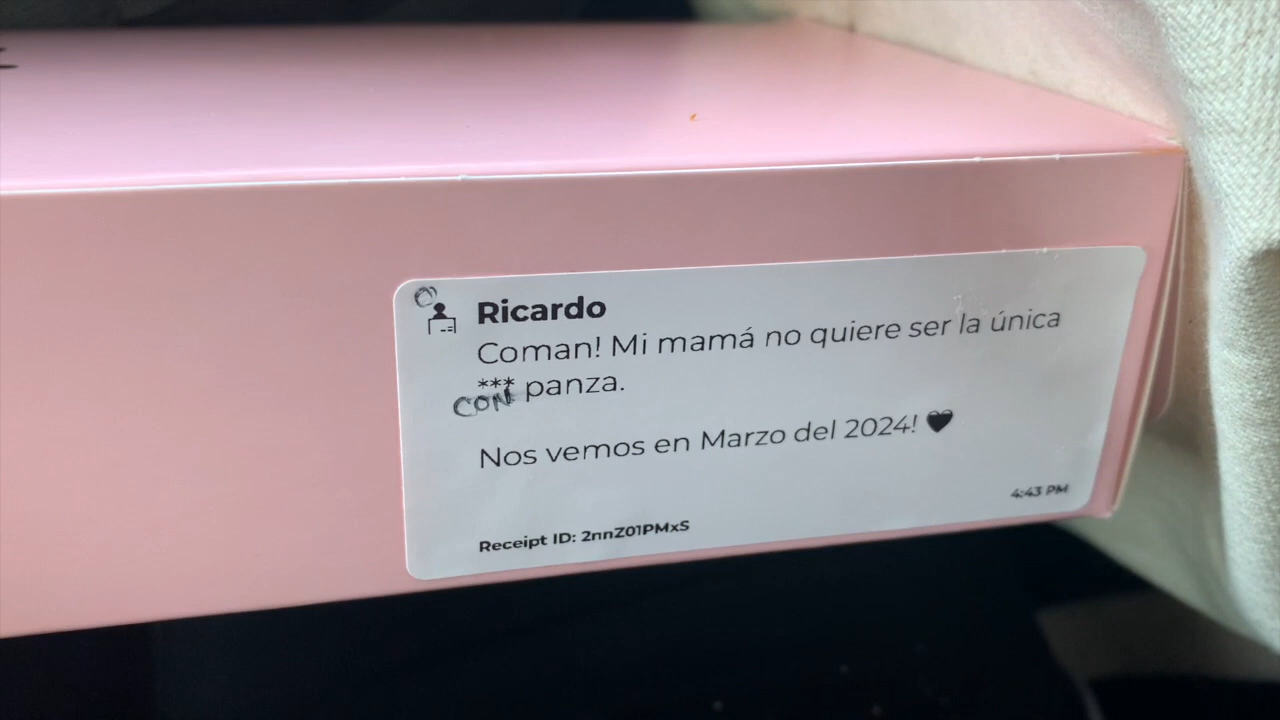 Ricardo
Coman! Mi mamá no quiere ser la única
*** panza.
CON
Nos vemos en Marzo del 2024! 🖤
4:43 PM
Receipt ID: 2nnZ01PMxS